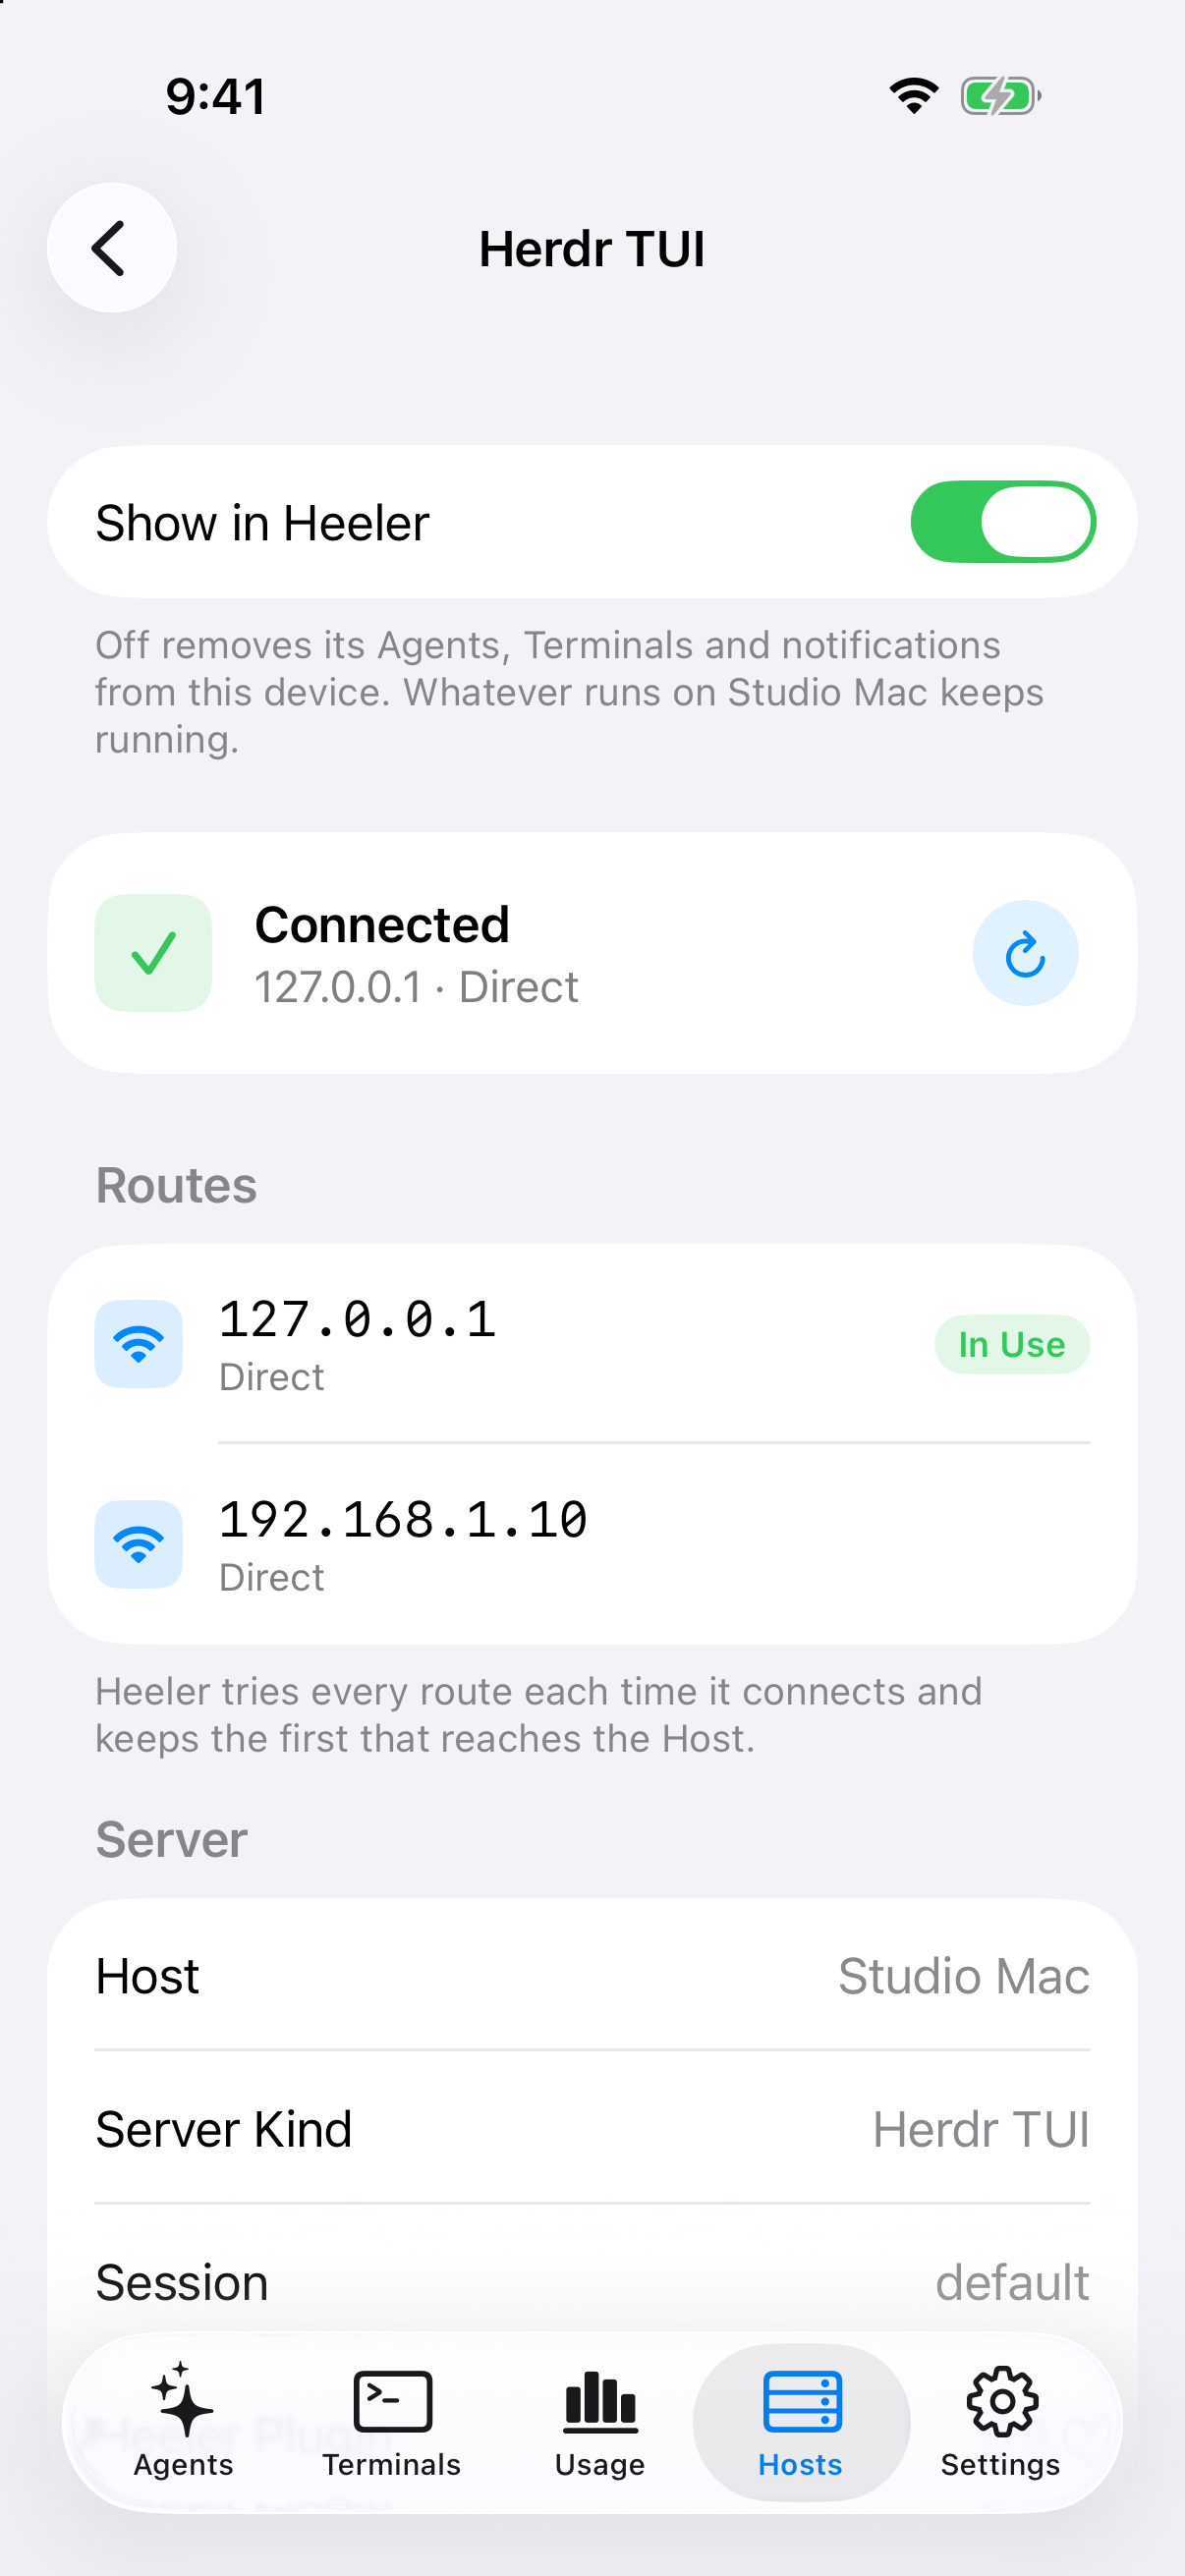 9:41
Herdr TUI
Show in Heeler
Off removes its Agents, Terminals and notifications
from this device. Whatever runs on Studio Mac keeps
running.
Connected
127.0.0.1 · Direct
Routes
127.0.0.1
In Use
Direct
192.168.1.10
Direct
Heeler tries every route each time it connects and
keeps the first that reaches the Host.
Server
Host Studio Mac
Server Kind Herdr TUI
Session default
Heeler Plugin
Agents Terminals Usage Hosts Settings